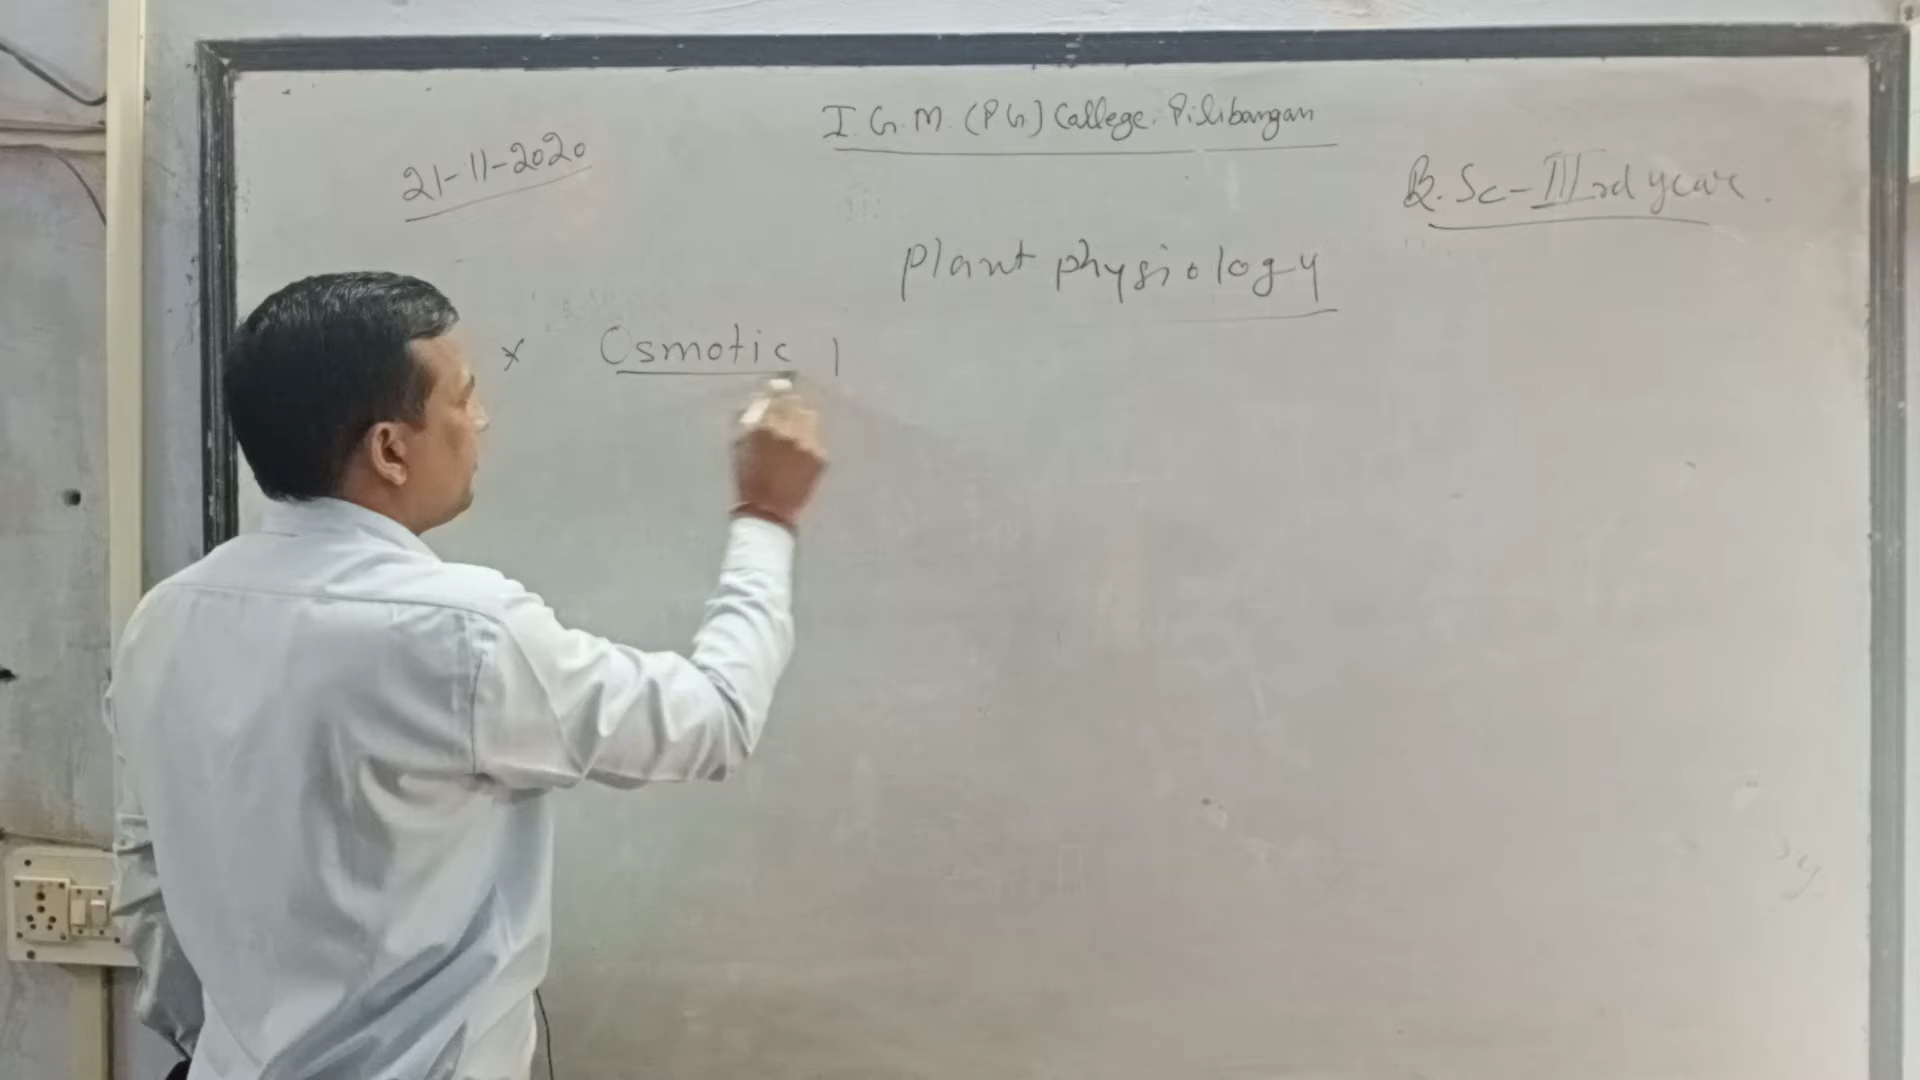 I.G.M. (P.G.) College. Pilibangan
21-11-2020
B.Sc-IIIrd year.
Plant physiology
x Osmotic